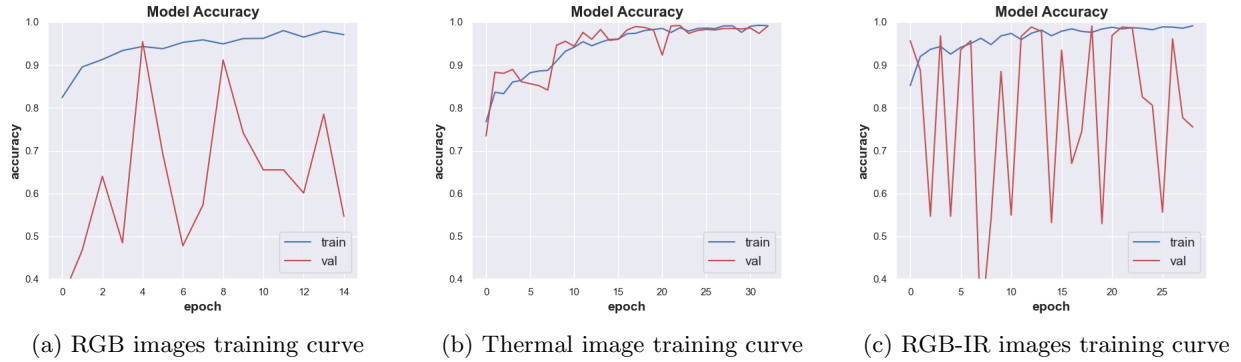 Model Accuracy
1.0
0.9
0.8
0.7
0.6
0.5
0.4
accuracy
train
val
0 2 4 6 8 10 12 14
epoch
(a) RGB images training curve
Model Accuracy
1.0
0.9
0.8
0.7
0.6
0.5
0.4
accuracy
train
val
0 5 10 15 20 25 30
epoch
(b) Thermal image training curve
Model Accuracy
1.0
0.9
0.8
0.7
0.6
0.5
0.4
accuracy
train
val
0 5 10 15 20 25
epoch
(c) RGB-IR images training curve